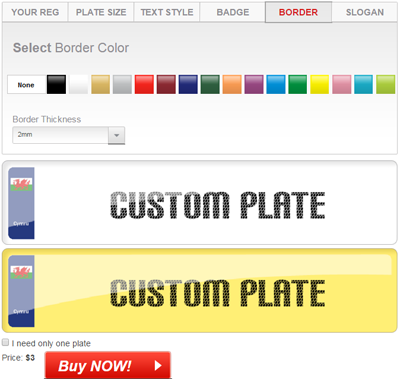 YOUR REG PLATE SIZE TEXT STYLE BADGE BORDER SLOGAN
Select Border Color
None
Border Thickness
2mm
Cymru
CUSTOM PLATE
Cymru
CUSTOM PLATE
I need only one plate
Price: $3
Buy NOW!